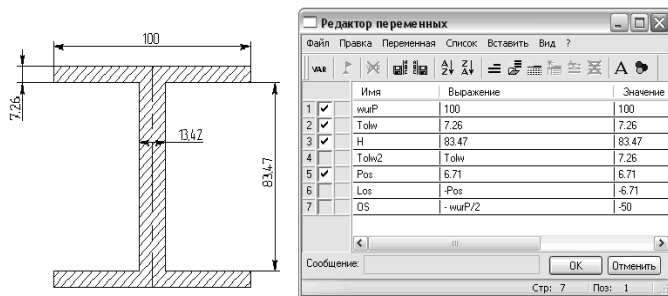 100
7.26
13,42
83,47
Редактор переменных
Файл Правка Переменная Список Вставить Вид ?
VAR
Имя Выражение Значение
1 wurP 100 100
2 Tolw 7.26 7.26
3 H 83.47 83.47
4 Tolw2 Tolw 7.26
5 Pos 6.71 6.71
6 Los -Pos -6.71
7 OS - wurP/2 -50
Сообщение: OK Отменить
Стр: 7 Поз: 1